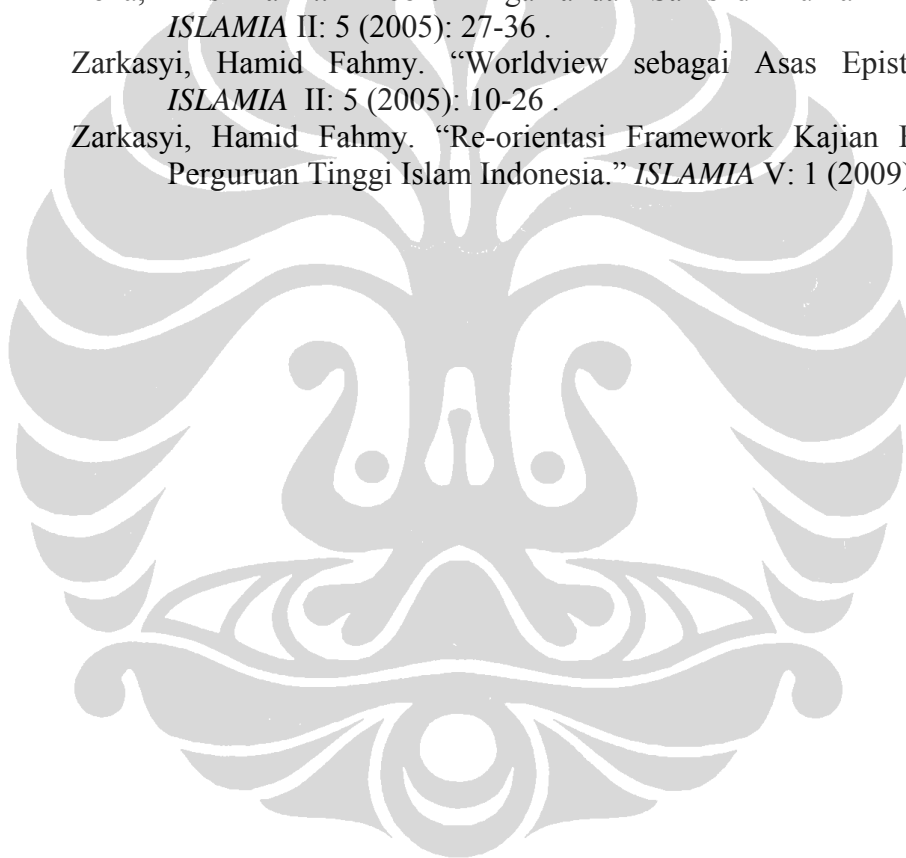 ISLAMIA II: 5 (2005): 27-36 .
Zarkasyi, Hamid Fahmy. “Worldview sebagai Asas Epist
ISLAMIA II: 5 (2005): 10-26 .
Zarkasyi, Hamid Fahmy. “Re-orientasi Framework Kajian
Perguruan Tinggi Islam Indonesia.” ISLAMIA V: 1 (2009)